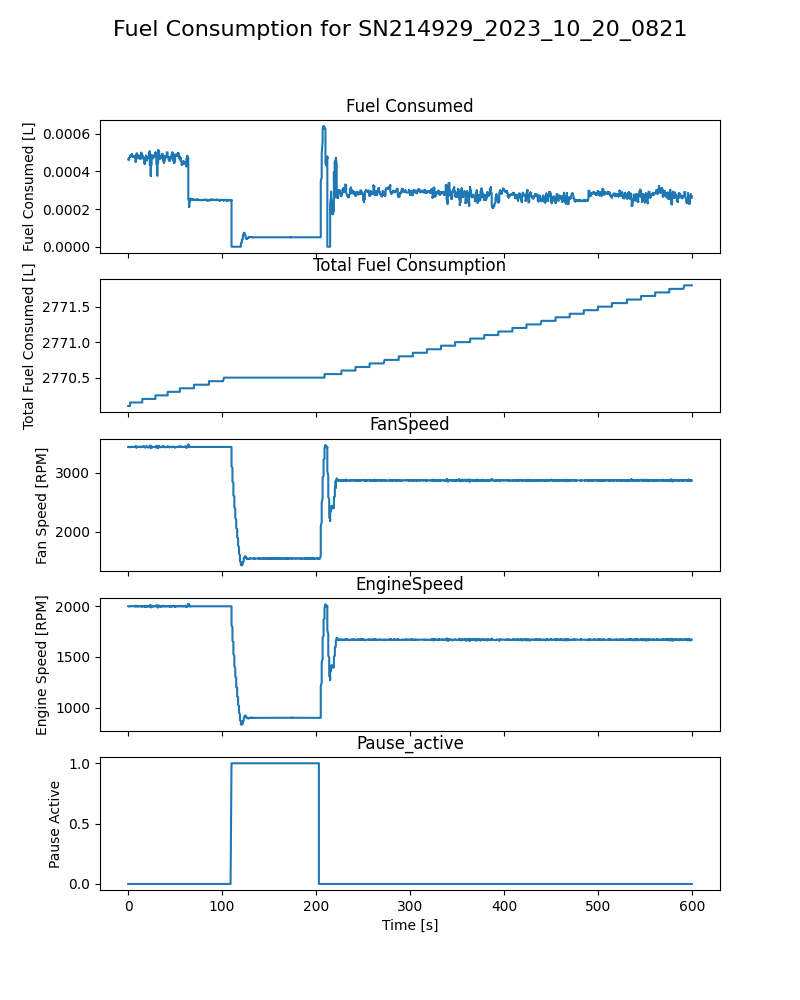 Fuel Consumption for SN214929_2023_10_20_0821
Fuel Consumed
Fuel Consumed [L]
0.0006
0.0004
0.0002
0.0000
Total Fuel Consumption
Total Fuel Consumed [L]
2771.5
2771.0
2770.5
FanSpeed
Fan Speed [RPM]
3000
2000
EngineSpeed
Engine Speed [RPM]
2000
1500
1000
Pause_active
Pause Active
1.0
0.5
0.0
0 100 200 300 400 500 600
Time [s]